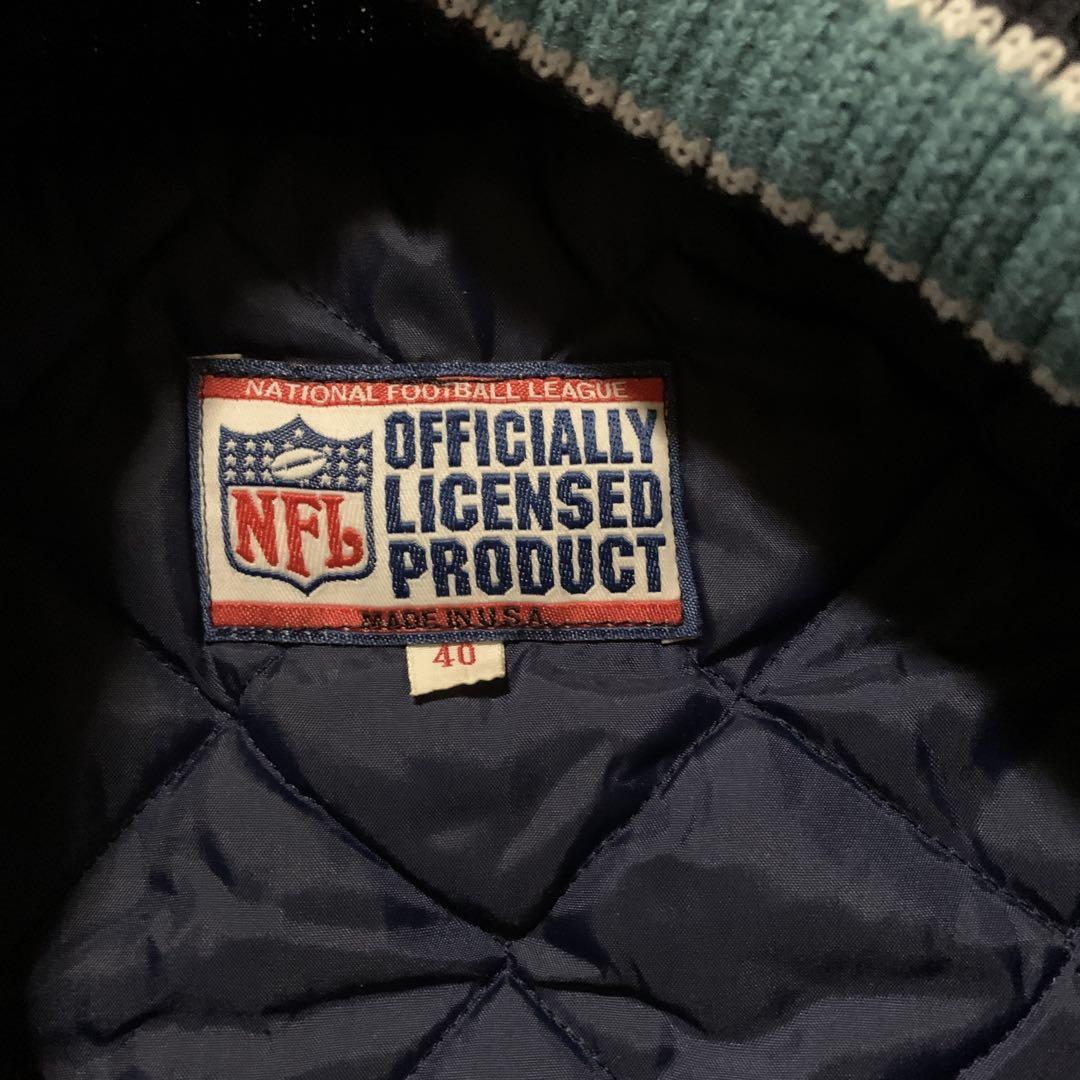 NATIONAL FOOTBALL LEAGUE
NFL
OFFICIALLY
LICENSED
PRODUCT
MADE IN U.S.A.
40